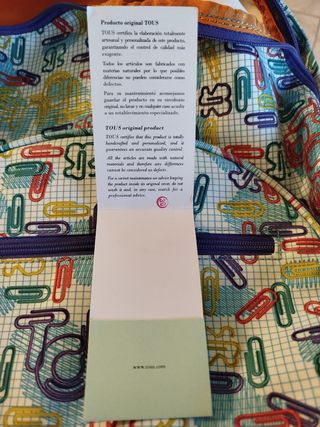 Producto original TOUS
TOUS certifica la elaboración totalmente
artesanal y personalizada de este producto,
garantizando el control de calidad más
exigente.
Todos los artículos son fabricados con
materias naturales por lo que posibles
diferencias no pueden considerarse como
defectos.
Para su mantenimiento aconsejamos
guardar el producto en su envoltorio
original, no lavar y en cualquier caso acudir
a un establecimiento especializado.
TOUS original product
TOUS certifies that this product is totally
handcrafted and personalized, and it
guarantees an accurate quality control.
All the articles are made with natural
materials and therefore any differences
cannot be considered as defects.
For a correct maintenance we advice keeping
the product inside its original cover, do not
wash it and, in any case, search for a
professional advice.
www.tous.com